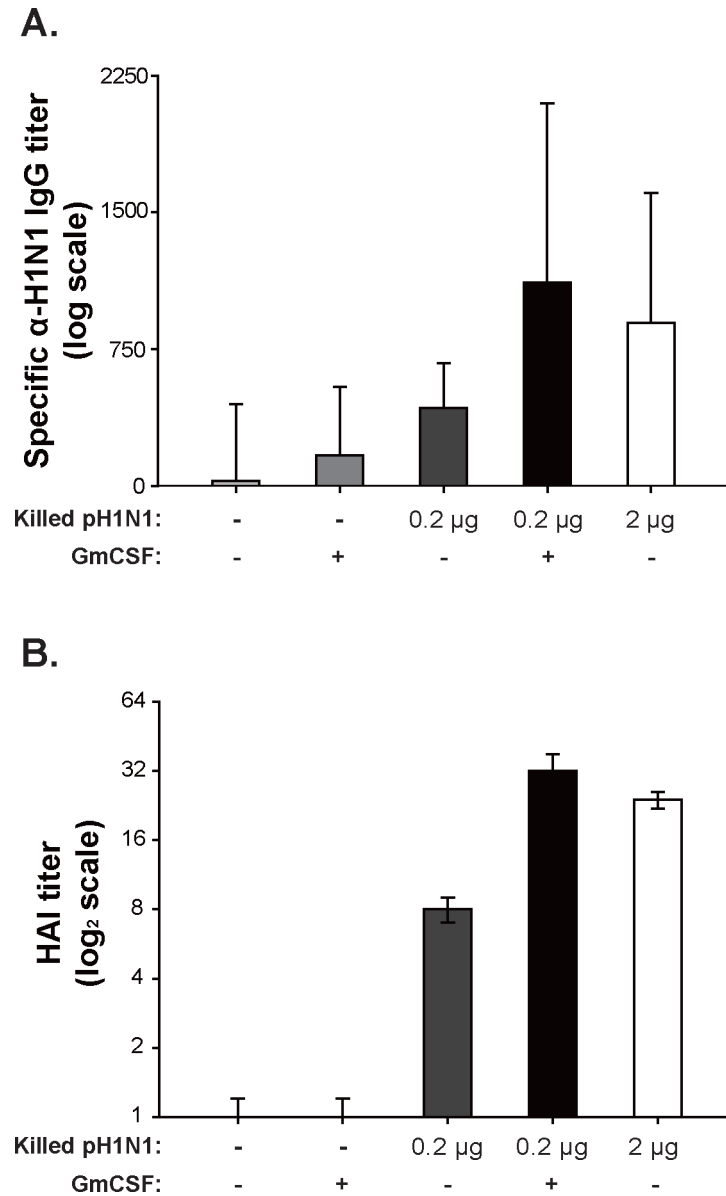 A.
Specific α-H1N1 IgG titer
(log scale)
2250
1500
750
0
Killed pH1N1: - - 0.2 µg 0.2 µg 2 µg
GmCSF: - + - + -
B.
HAI titer
(log₂ scale)
64
32
16
8
4
2
1
Killed pH1N1: - - 0.2 µg 0.2 µg 2 µg
GmCSF: - + - + -